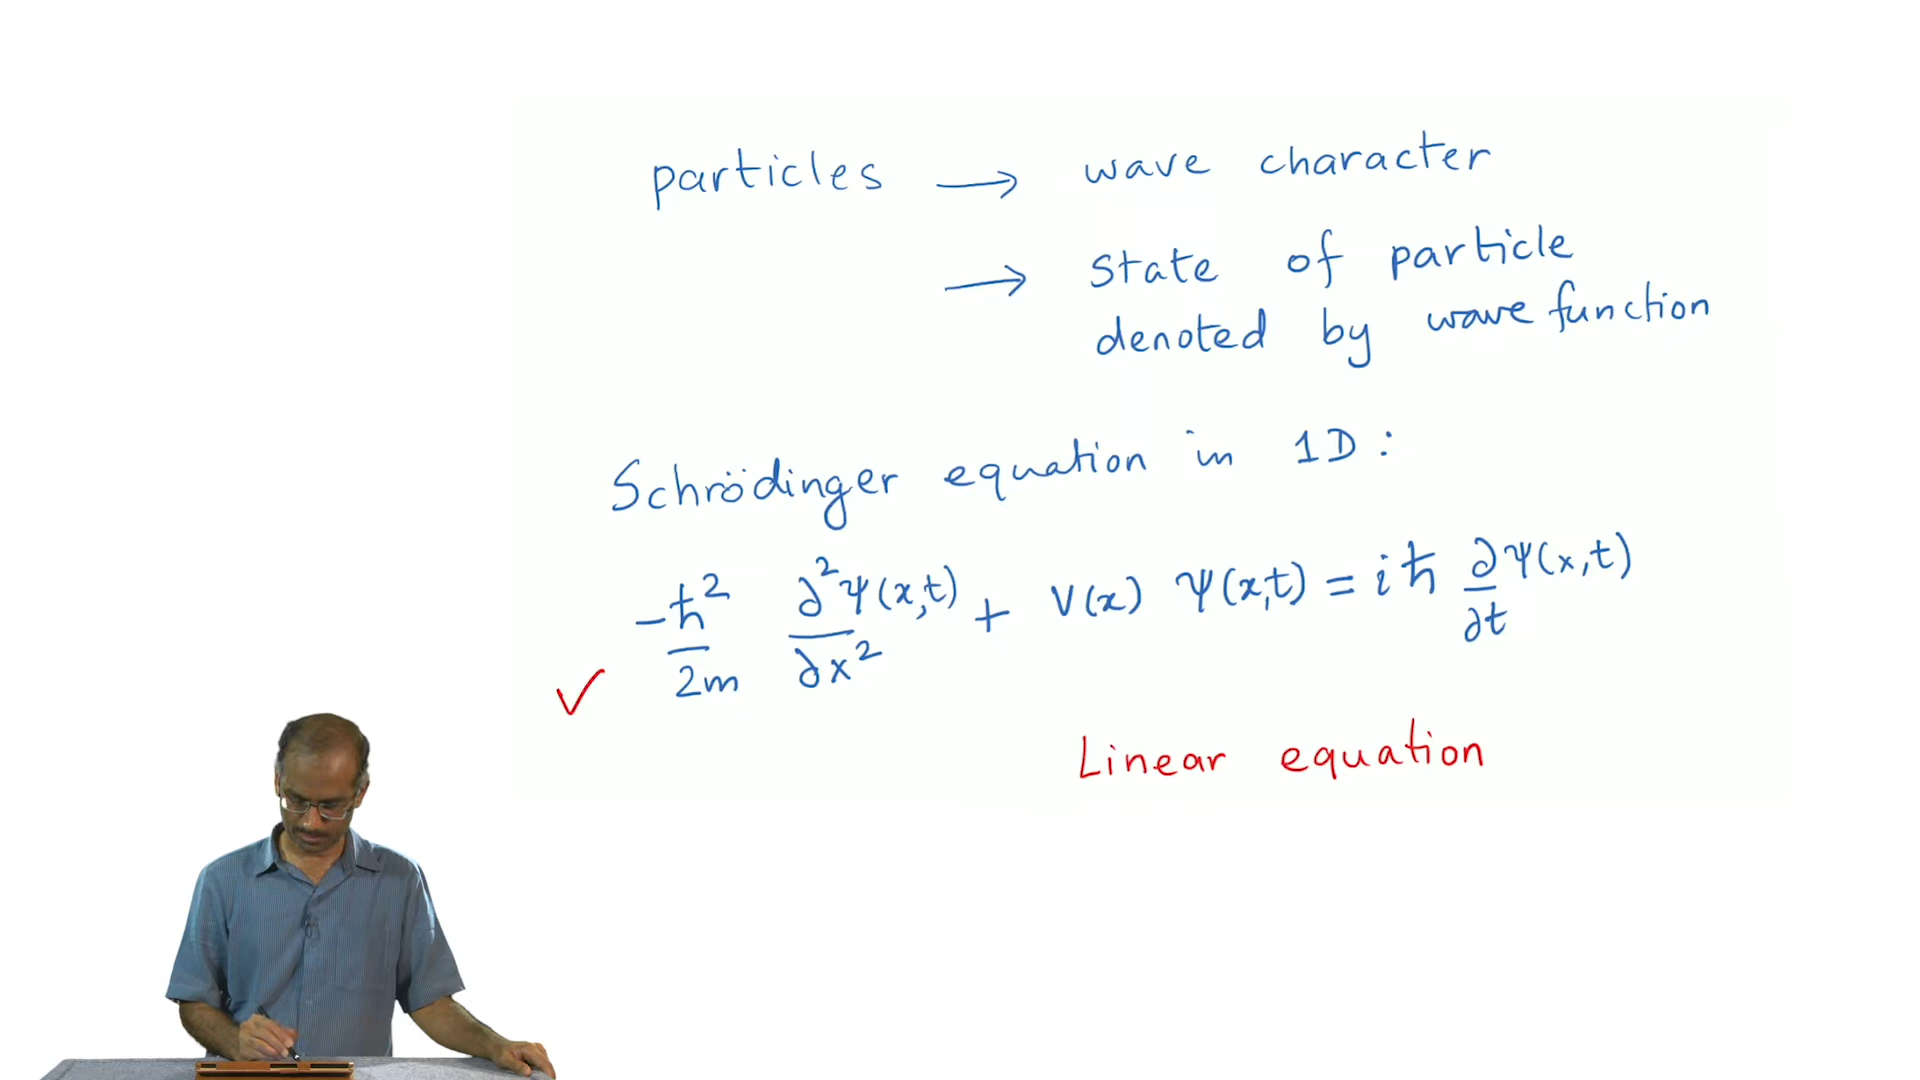 particles → wave character
→ state of particle
denoted by wave function
Schrödinger equation in 1D:
-ħ²/2m ∂²Ψ(x,t)/∂x² + V(x) Ψ(x,t) = iħ ∂/∂t Ψ(x,t)
✓
Linear equation